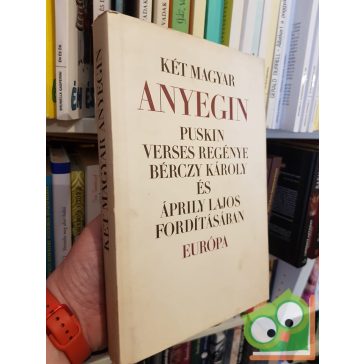 KÉT MAGYAR
ANYEGIN
PUSKIN
VERSES REGÉNYE
BÉRCZY KÁROLY
ÉS
ÁPRILY LAJOS
FORDÍTÁSÁBAN
EURÓPA
KÉT MAGYAR ANYEGIN